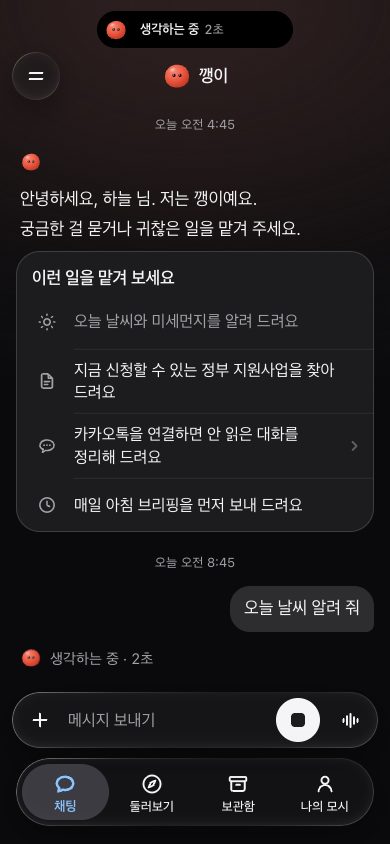 생각하는 중 2초
깽이
오늘 오전 4:45
안녕하세요, 하늘 님. 저는 깽이예요.
궁금한 걸 묻거나 귀찮은 일을 맡겨 주세요.
이런 일을 맡겨 보세요
오늘 날씨와 미세먼지를 알려 드려요
지금 신청할 수 있는 정부 지원사업을 찾아
드려요
카카오톡을 연결하면 안 읽은 대화를
정리해 드려요
매일 아침 브리핑을 먼저 보내 드려요
오늘 오전 8:45
오늘 날씨 알려 줘
생각하는 중 · 2초
메시지 보내기
채팅
둘러보기
보관함
나의 모시